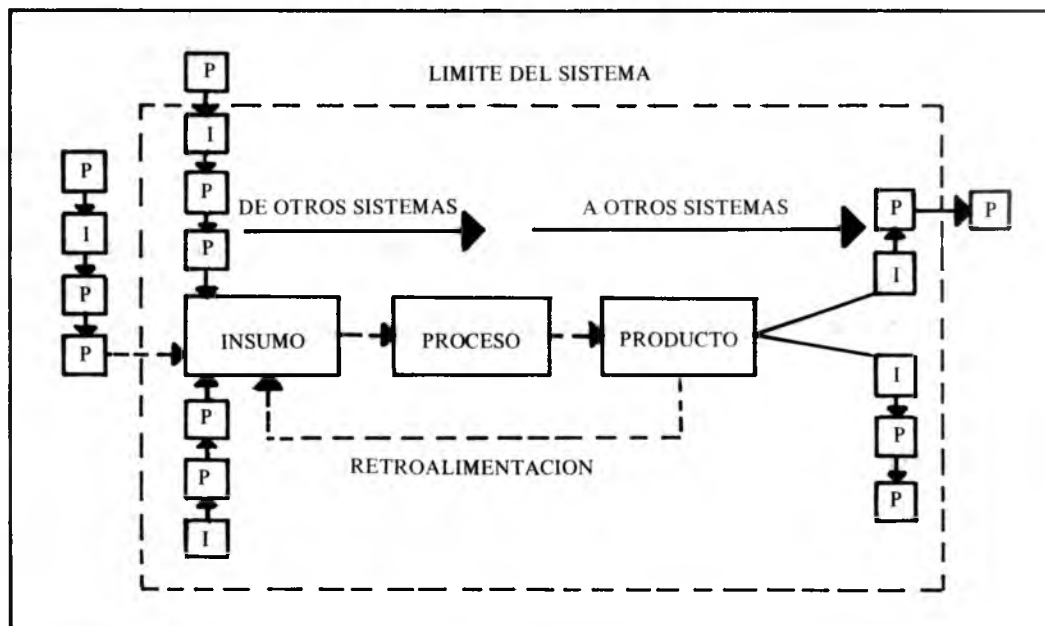 P
LIMITE DEL SISTEMA
I
P
P
I
P
DE OTROS SISTEMAS
A OTROS SISTEMAS
P
P
P
I
P
P
INSUMO
PROCESO
PRODUCTO
I
P
P
RETROALIMENTACION
P
P
I